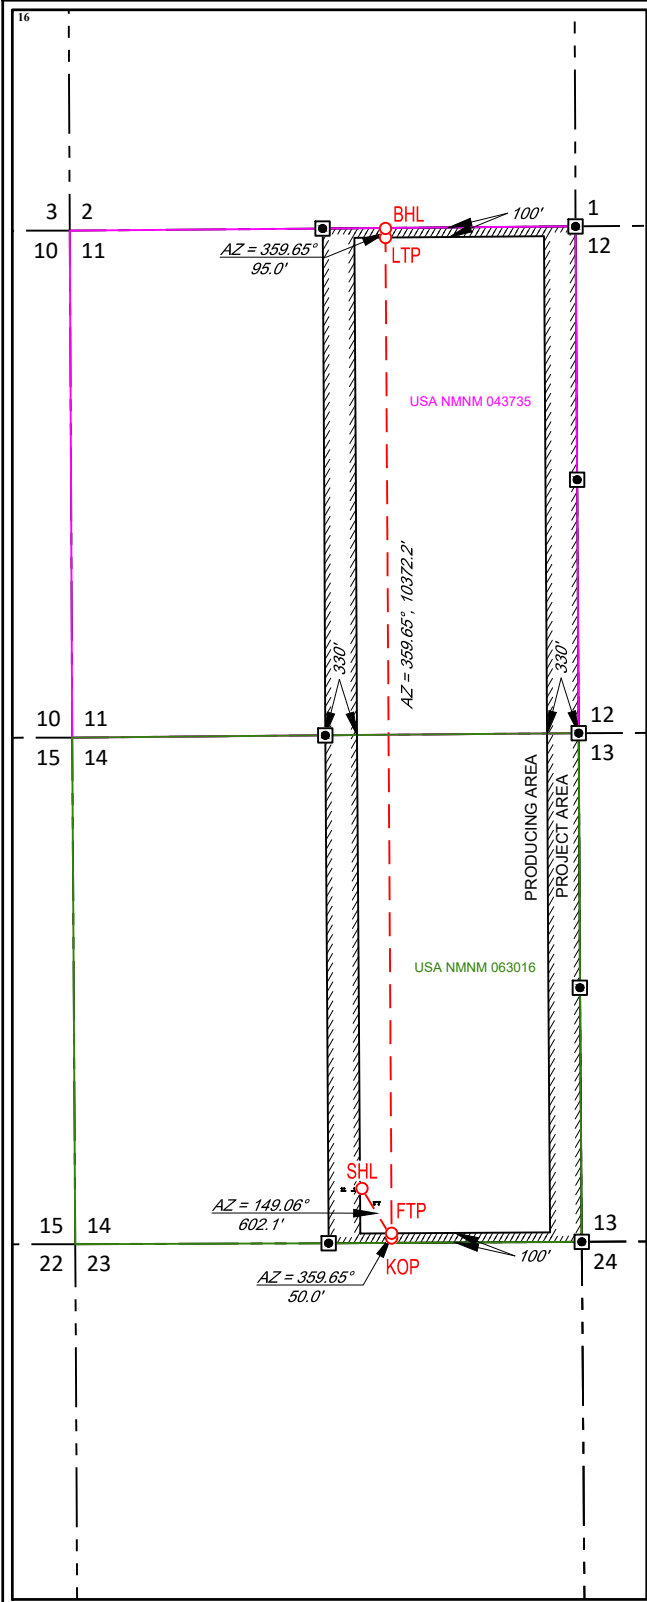 16
3 2
1
10 11
12
BHL
100'
AZ = 359.65°
95.0'
LTP
USA NMNM 043735
AZ = 359.65°, 10372.2'
330'
330'
10 11
12
15 14
13
PRODUCING AREA
PROJECT AREA
USA NMNM 063016
SHL
AZ = 149.06°
602.1'
FTP
15 14
13
22 23
24
KOP
100'
AZ = 359.65°
50.0'